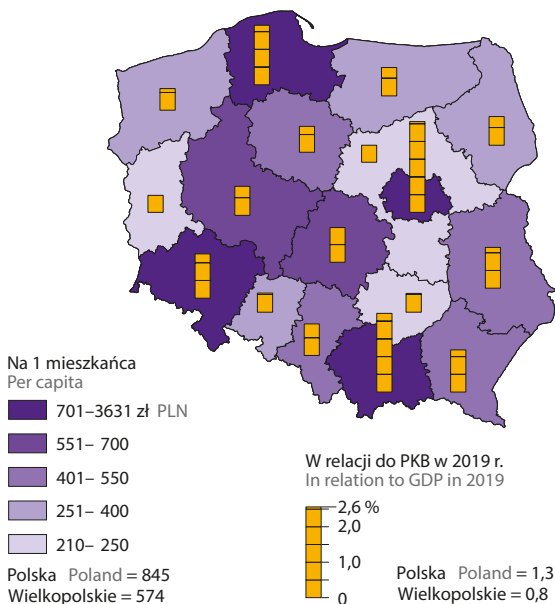 Na 1 mieszkańca
Per capita
701–3631 zł PLN
551– 700
401– 550
251– 400
210– 250
Polska Poland = 845
Wielkopolskie = 574
W relacji do PKB w 2019 r.
In relation to GDP in 2019
2,6 %
2,0
1,0
0
Polska Poland = 1,3
Wielkopolskie = 0,8